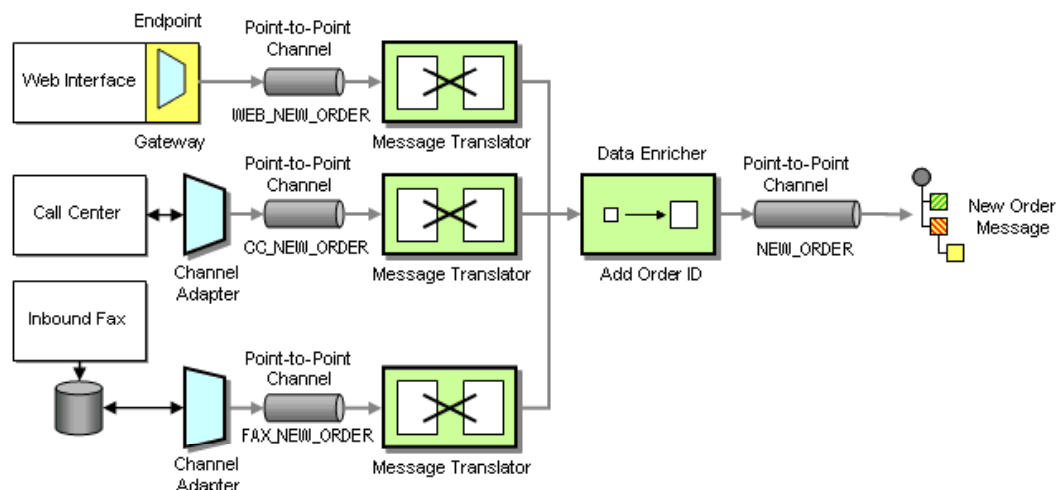 Endpoint
Web Interface
Gateway
Point-to-Point
Channel
WEB_NEW_ORDER
Message Translator
Call Center
Channel
Adapter
Point-to-Point
Channel
CC_NEW_ORDER
Message Translator
Inbound Fax
Channel
Adapter
Point-to-Point
Channel
FAX_NEW_ORDER
Message Translator
Data Enricher
Add Order ID
Point-to-Point
Channel
NEW_ORDER
New Order
Message